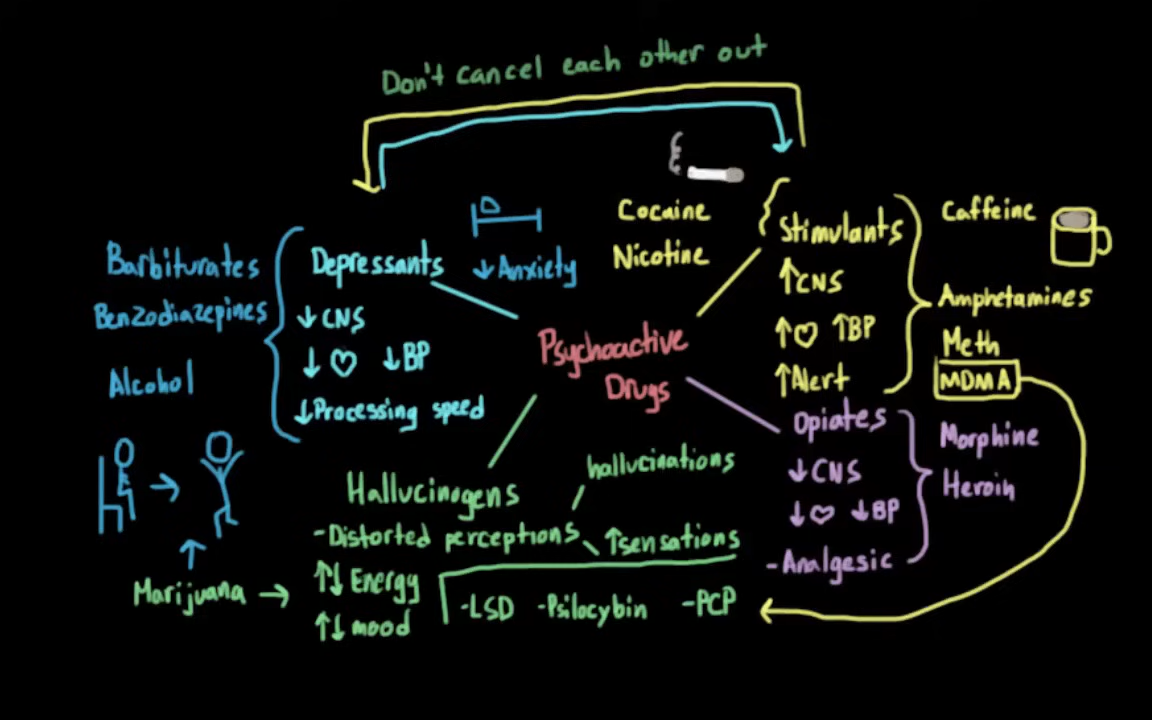 Don't cancel each other out
Barbiturates
Benzodiazepines
Alcohol
Depressants
↓CNS
↓♡ ↓BP
↓Processing speed
↓Anxiety
Cocaine
Nicotine
Stimulants
↑CNS
↑♡ ↑BP
↑Alert
Caffeine
Amphetamines
Meth
MDMA
Psychoactive
Drugs
Opiates
↓CNS
↓♡ ↓BP
-Analgesic
Morphine
Heroin
Hallucinogens
-Distorted perceptions
hallucinations
↑sensations
↑↓Energy
↑↓mood
-LSD -Psilocybin -PCP
Marijuana →